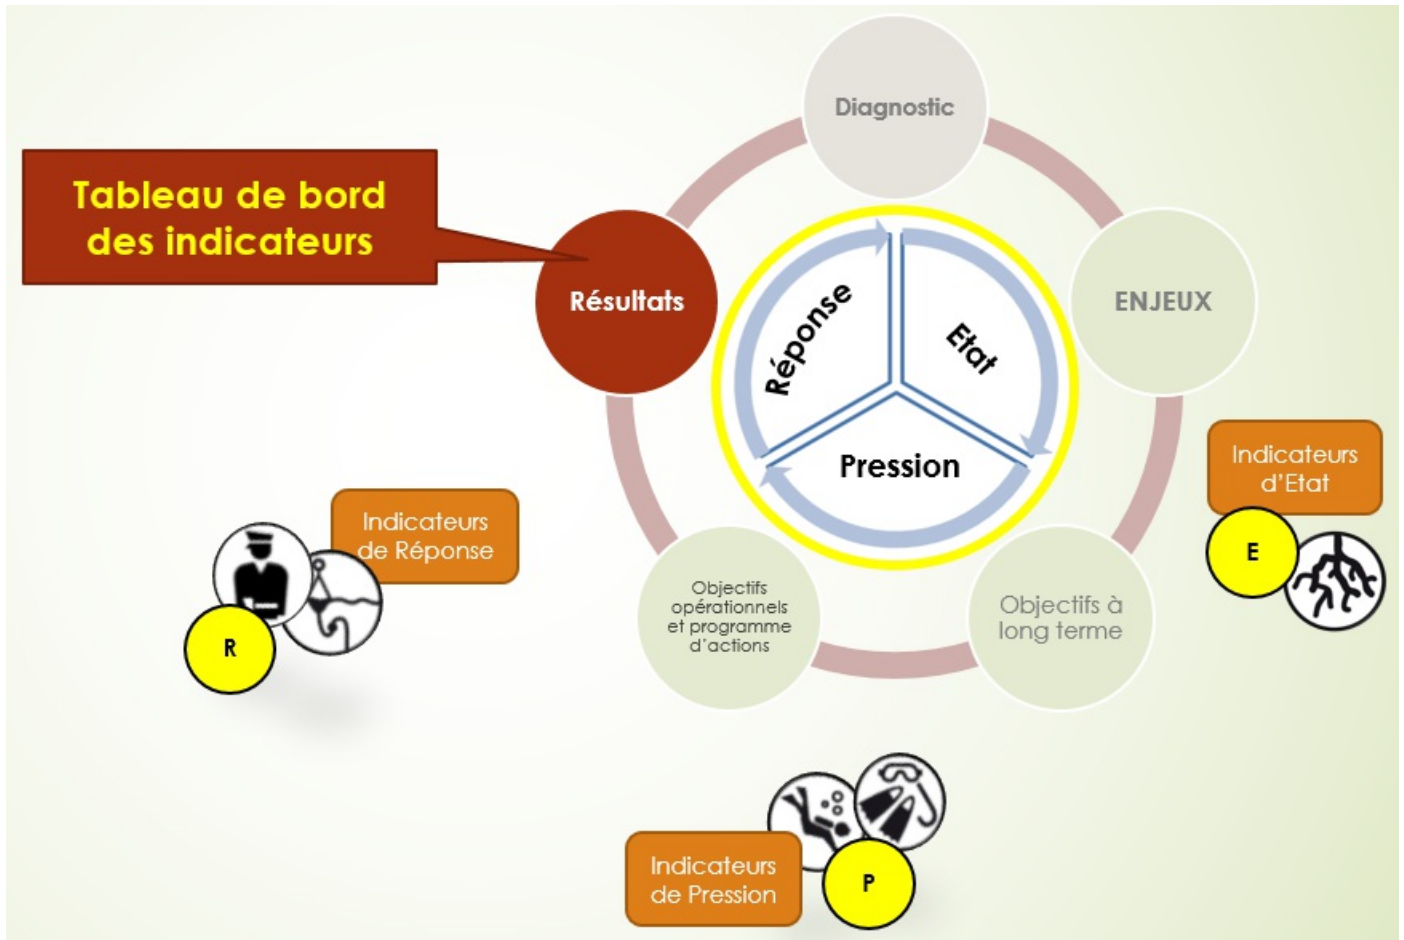 Diagnostic
Tableau de bord
des indicateurs
Résultats
ENJEUX
Réponse
Etat
Pression
Indicateurs
d'Etat
E
Indicateurs
de Réponse
R
Objectifs
opérationnels
et programme
d'actions
Objectifs à
long terme
Indicateurs
de Pression
P